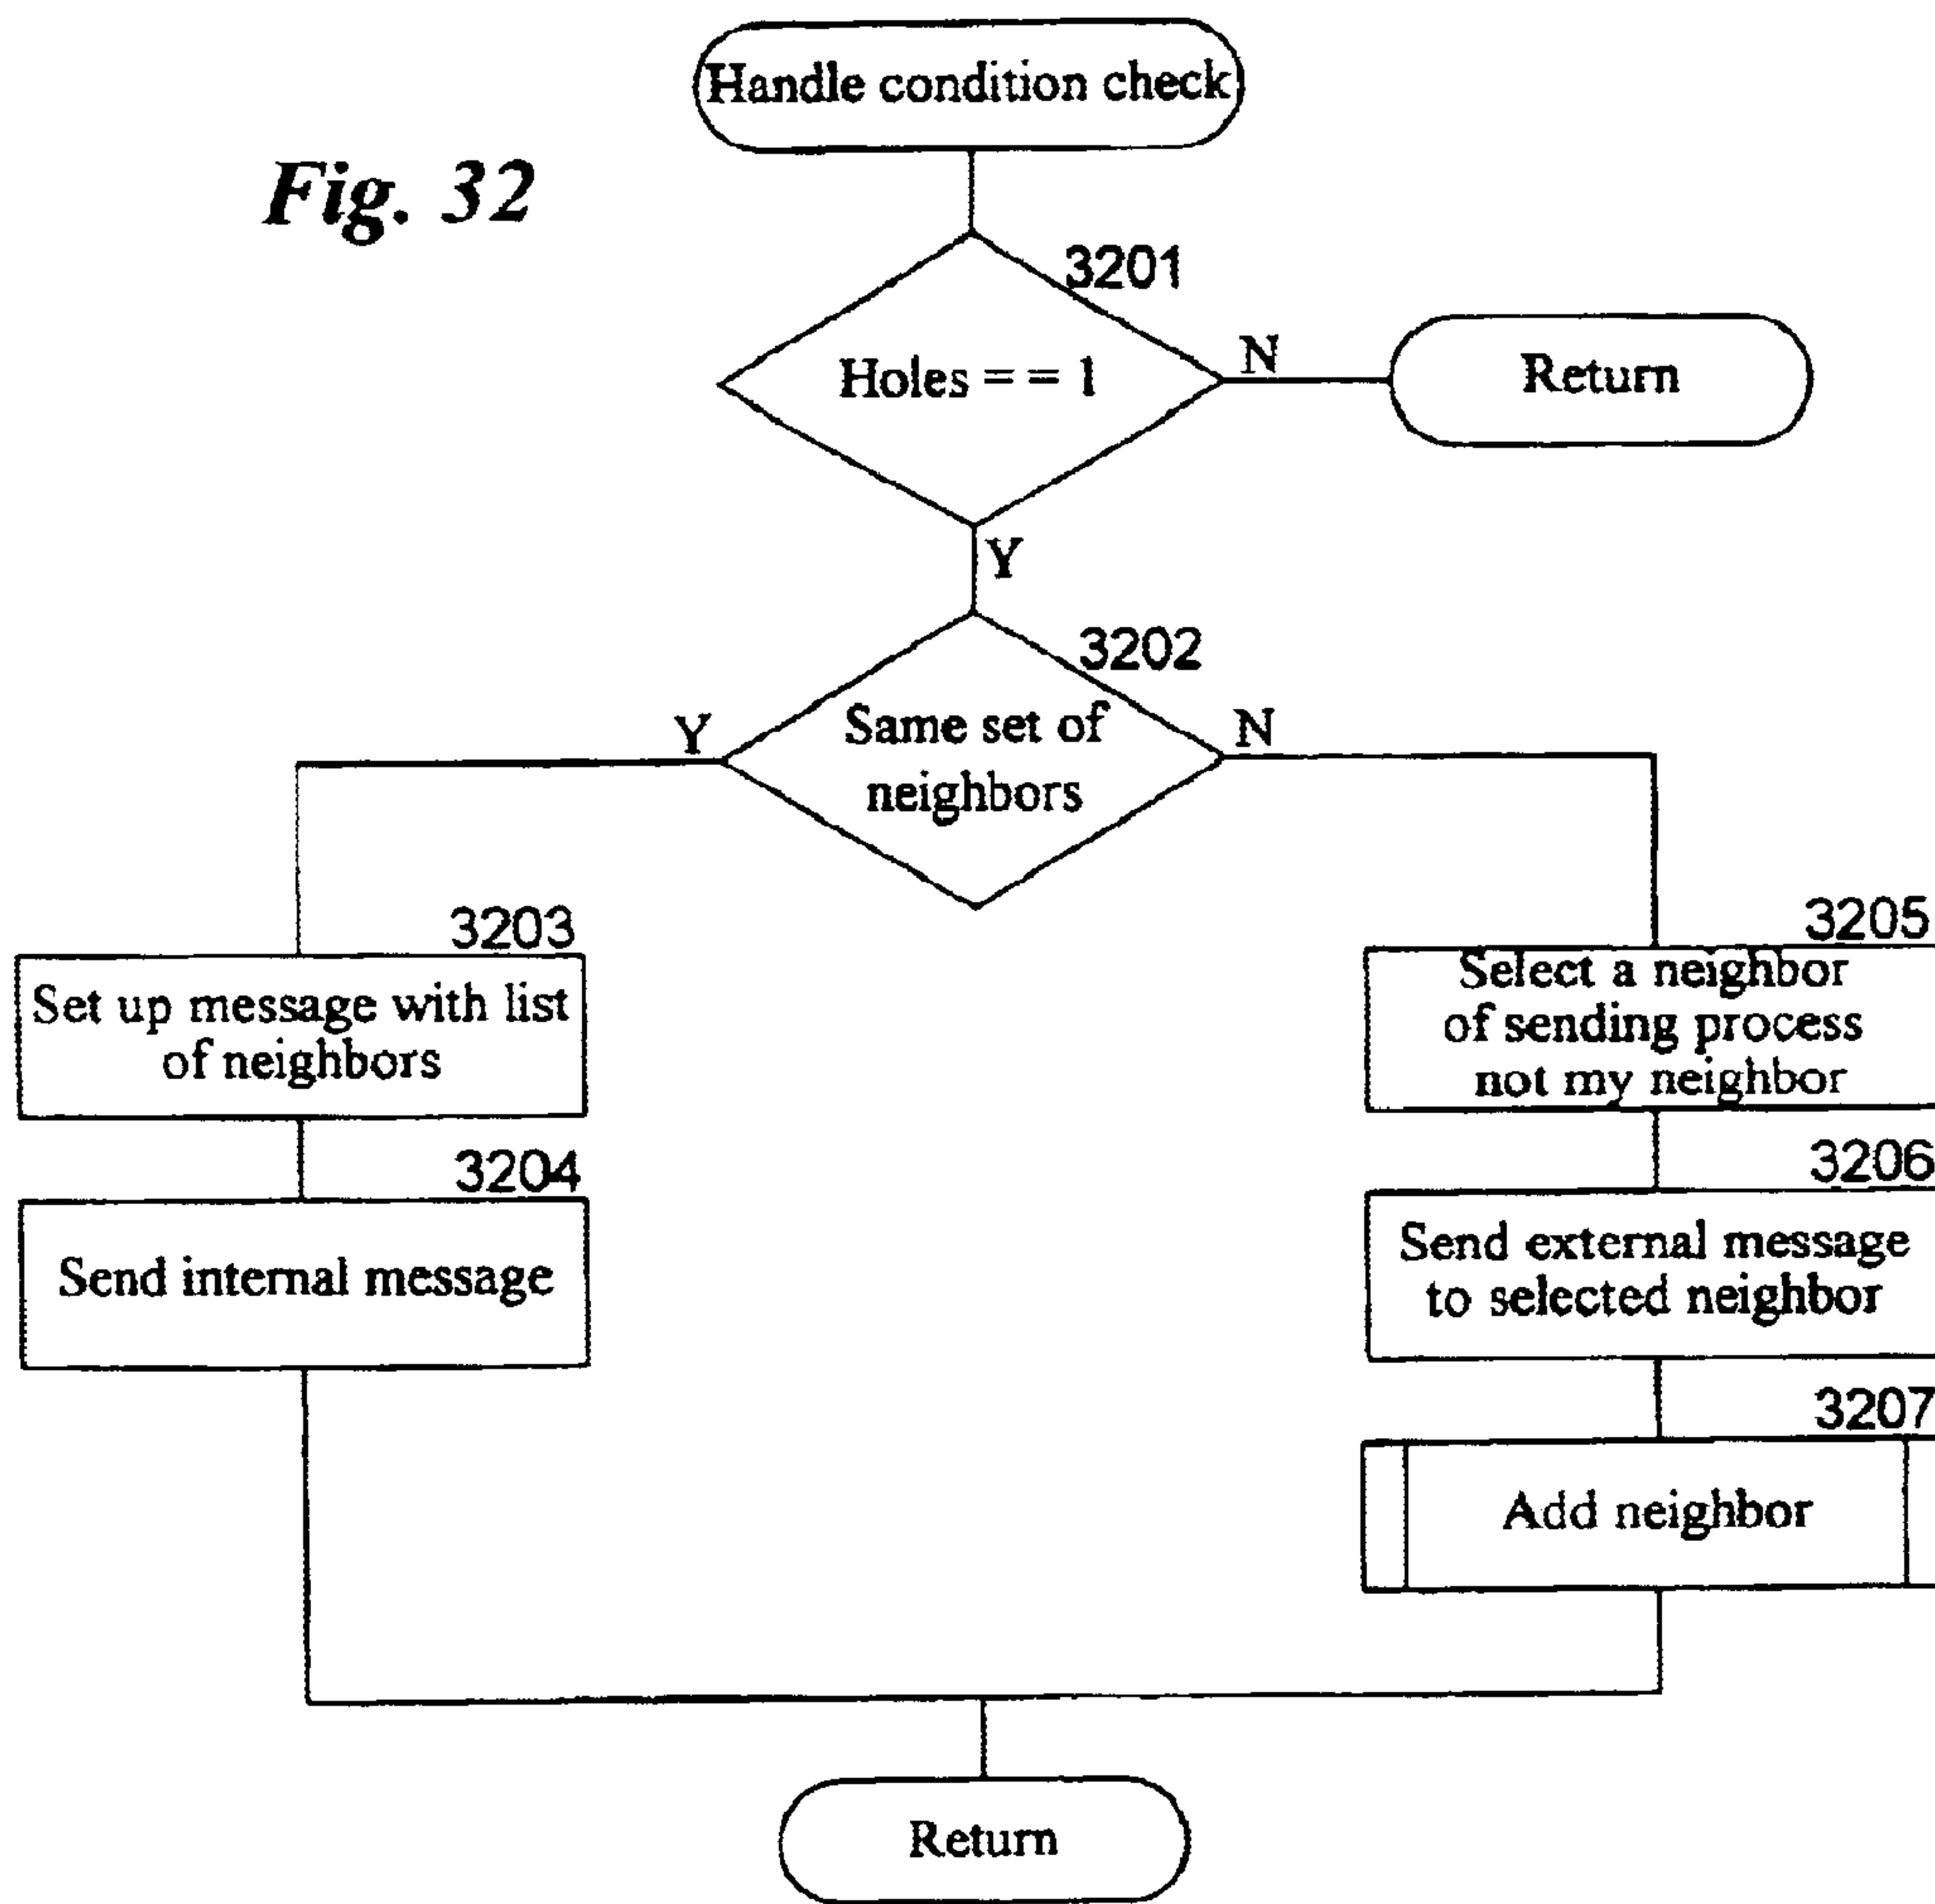 Handle condition check
Fig. 32
3201
Holes = = 1
N
Return
Y
3202
Same set of
neighbors
Y
N
3203
Set up message with list
of neighbors
3204
Send internal message
3205
Select a neighbor
of sending process
not my neighbor
3206
Send external message
to selected neighbor
3207
Add neighbor
Return